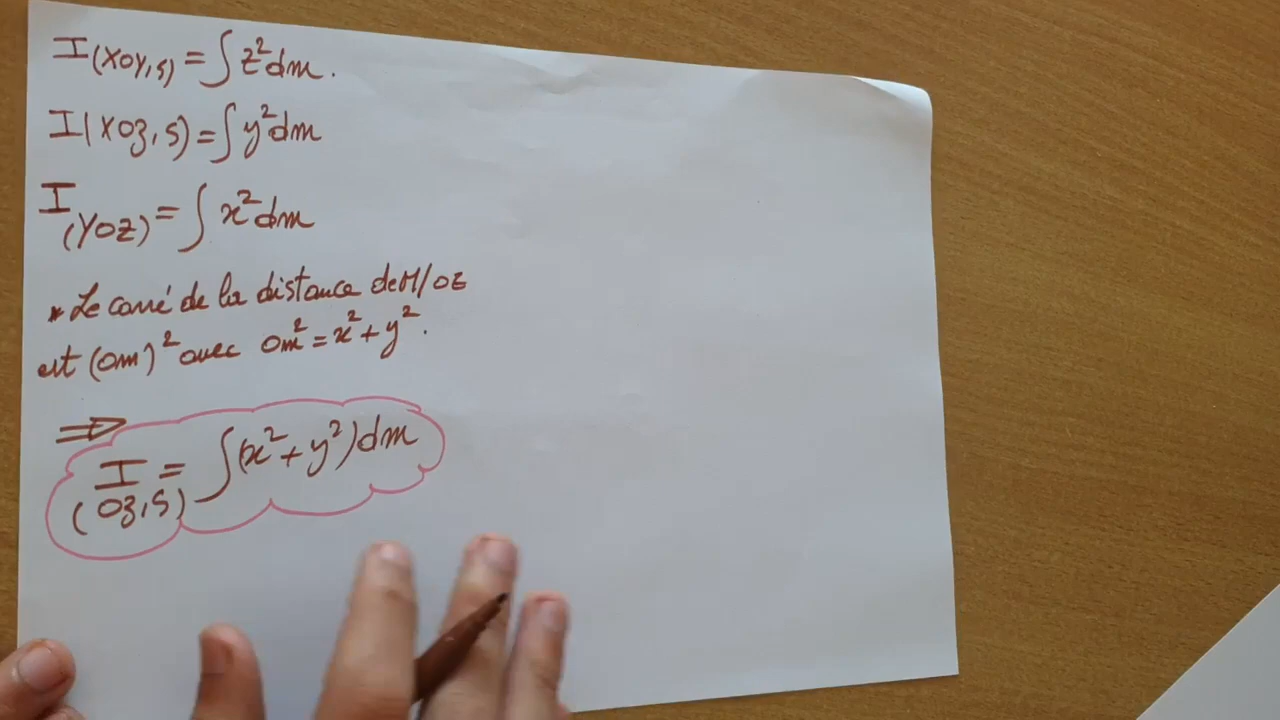 I(XOY,S) = ∫z²dm.
I(XOz,S) = ∫y²dm
I(YOZ) = ∫x²dm
* Le carré de la distance de M/OZ
est (Om)² avec Om² = x² + y².
⇒
I(Oz,S) = ∫(x² + y²)dm